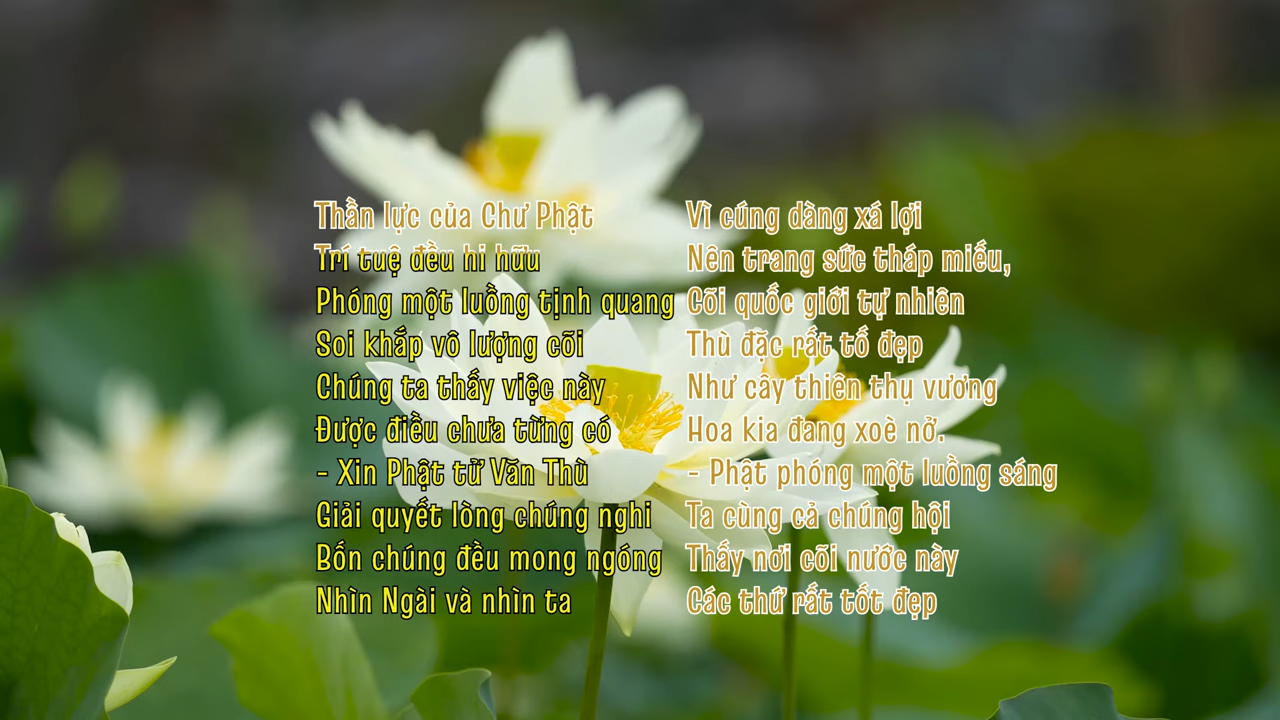 Thần lực của Chư Phật
Trí tuệ đều hi hữu
Phóng một luồng tịnh quang
Soi khắp vô lượng cõi
Chúng ta thấy việc này
Được điều chưa từng có
- Xin Phật tử Văn Thù
Giải quyết lòng chúng nghi
Bốn chúng đều mong ngóng
Nhìn Ngài và nhìn ta
Vì cúng dàng xá lợi
Nên trang sức tháp miếu,
Cõi quốc giới tự nhiên
Thù đặc rất tố đẹp
Như cây thiên thụ vương
Hoa kia đang xoè nở.
- Phật phóng một luồng sáng
Ta cùng cả chúng hội
Thấy nơi cõi nước này
Các thứ rất tốt đẹp